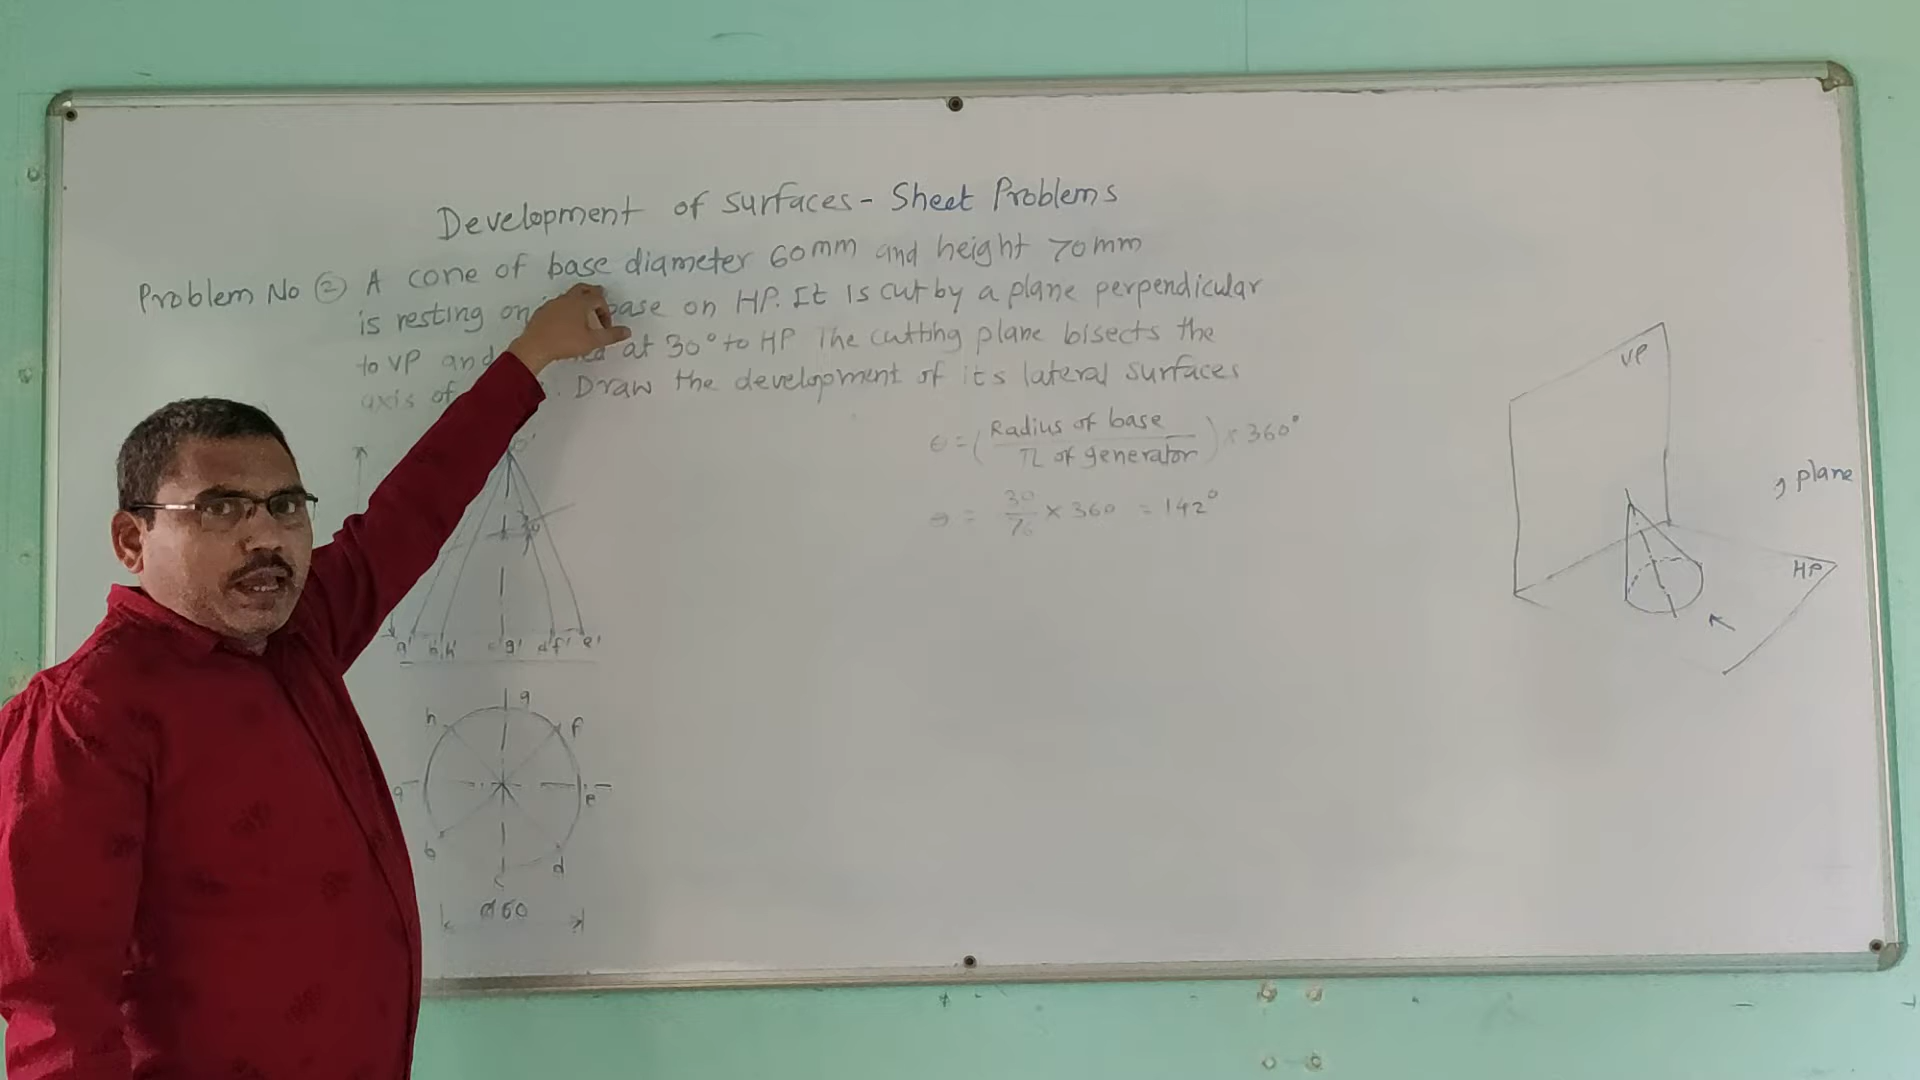 Development of surfaces - Sheet Problems
Problem No ② A cone of base diameter 60mm and height 70mm
is resting on base on HP. It is cut by a plane perpendicular
to VP and at 30° to HP The cutting plane bisects the
axis of . Draw the development of its lateral surfaces
θ = ( Radius of base / TL of generator ) × 360°
θ = 30/76 × 360 = 142°
VP
plane
HP
o'
30
a' b'h' c'g' d'f' e'
g
h f
a e
b d
c
ø60